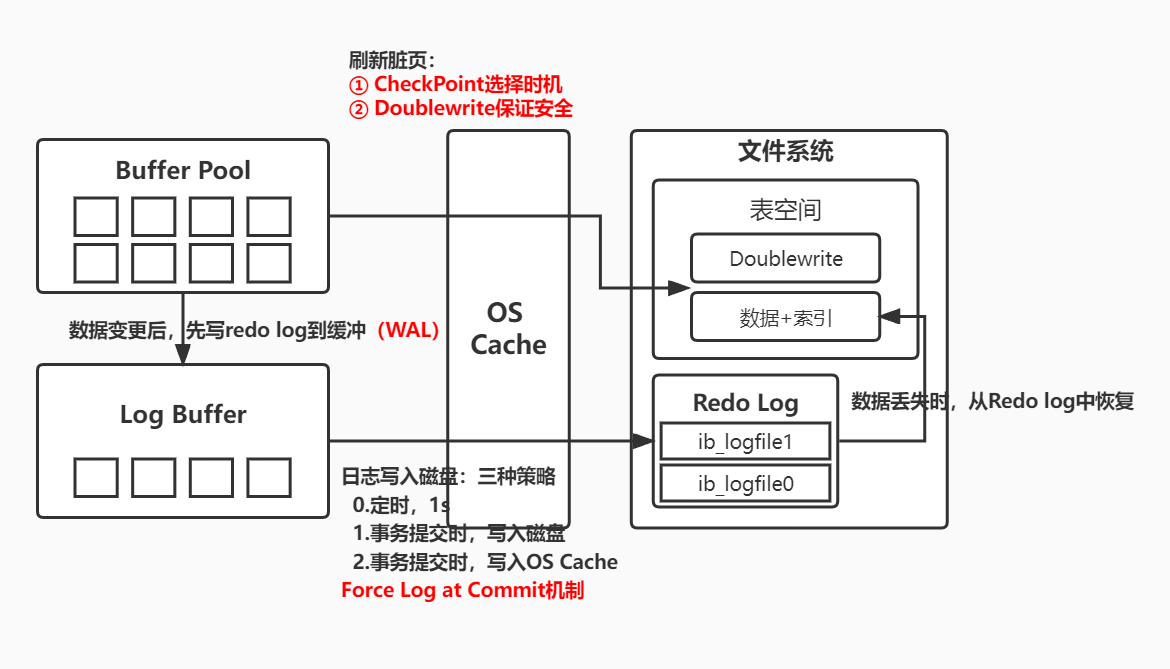 刷新脏页：
① CheckPoint选择时机
② Doublewrite保证安全
Buffer Pool
数据变更后，先写redo log到缓冲（WAL）
Log Buffer
OS
Cache
文件系统
表空间
Doublewrite
数据+索引
Redo Log
ib_logfile1
ib_logfile0
数据丢失时，从Redo log中恢复
日志写入磁盘：三种策略
0.定时，1s
1.事务提交时，写入磁盘
2.事务提交时，写入OS Cache
Force Log at Commit机制